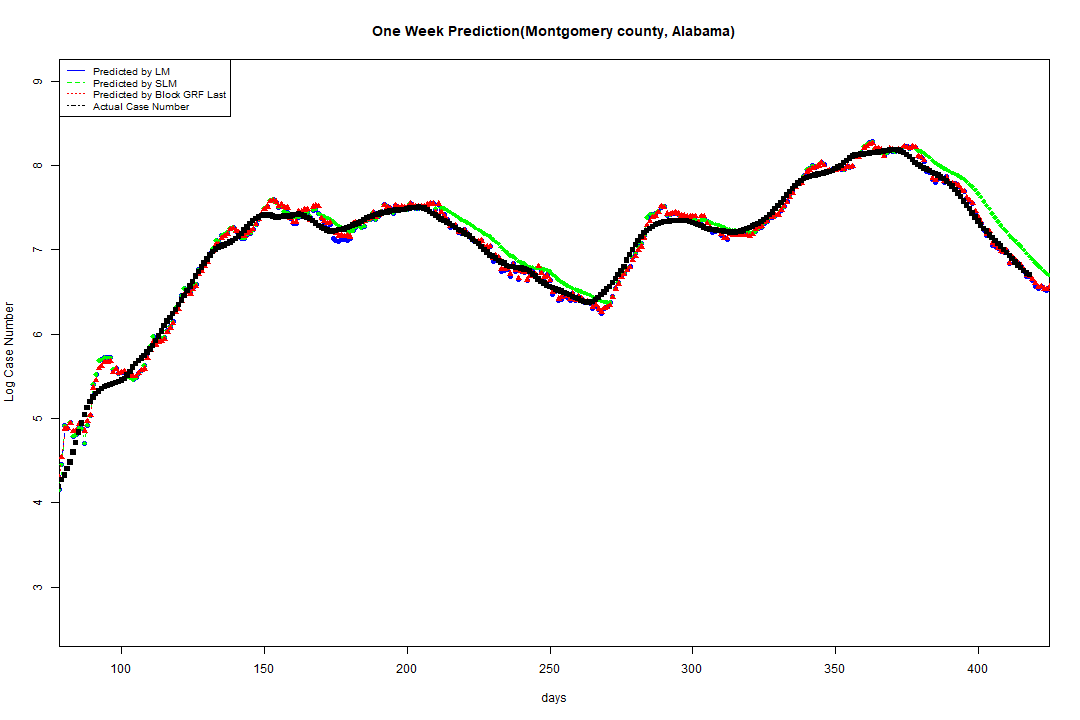 One Week Prediction(Montgomery county, Alabama)
Predicted by LM
Predicted by SLM
Predicted by Block GRF Last
Actual Case Number
9
8
7
6
5
4
3
Log Case Number
100 150 200 250 300 350 400
days